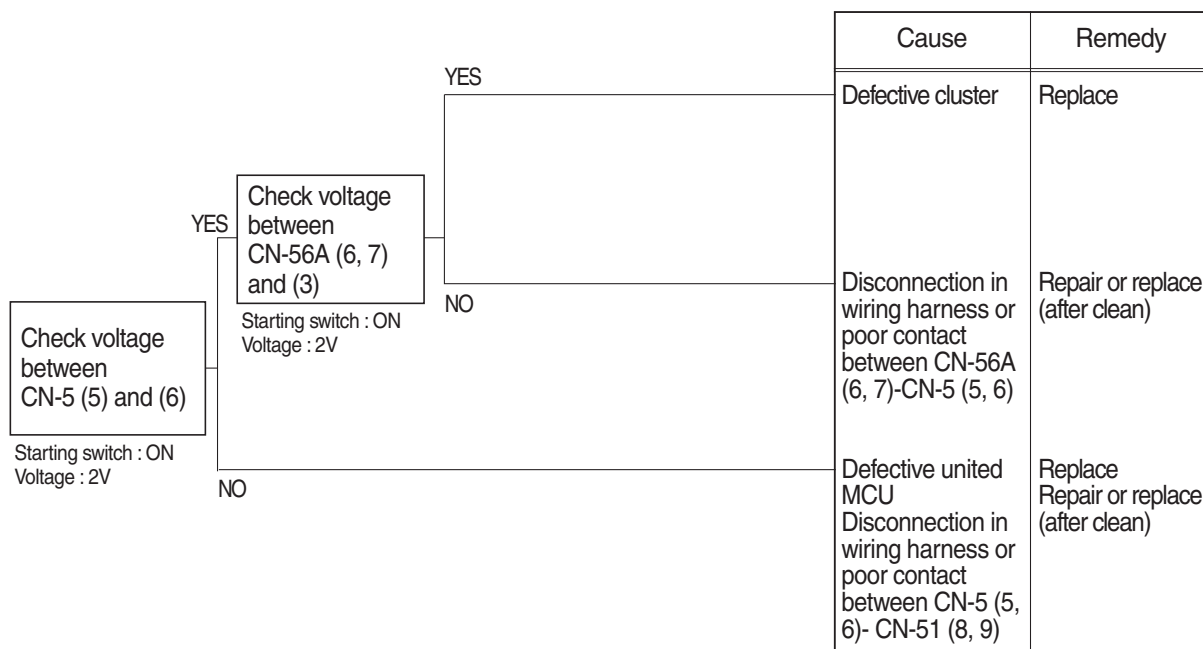 Cause
Remedy
YES
Defective cluster
Replace
Check voltage
between
CN-56A (6, 7)
and (3)
YES
Starting switch : ON
Voltage : 2V
NO
Disconnection in
wiring harness or
poor contact
between CN-56A
(6, 7)-CN-5 (5, 6)
Repair or replace
(after clean)
Check voltage
between
CN-5 (5) and (6)
Starting switch : ON
Voltage : 2V
NO
Defective united
MCU
Disconnection in
wiring harness or
poor contact
between CN-5 (5,
6)- CN-51 (8, 9)
Replace
Repair or replace
(after clean)